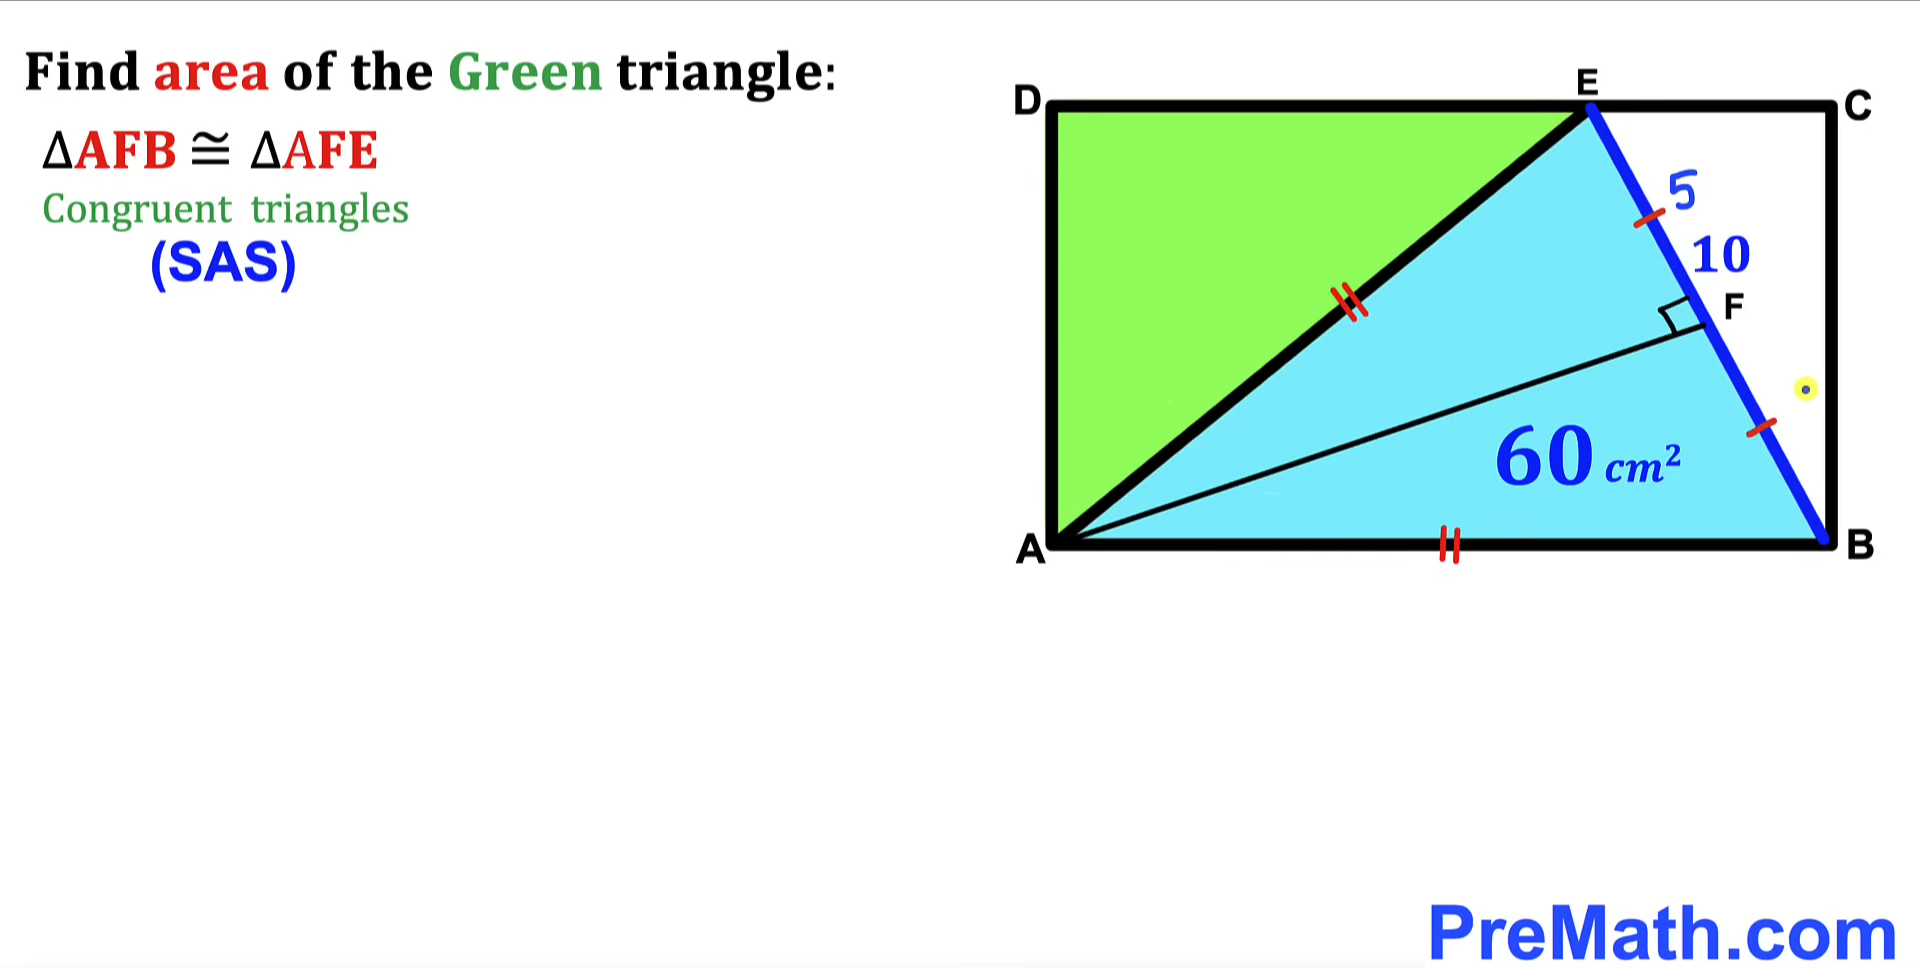 Find area of the Green triangle:
ΔAFB ≅ ΔAFE
Congruent triangles
(SAS)
D
E
C
5
10
F
60 cm²
A
B
PreMath.com